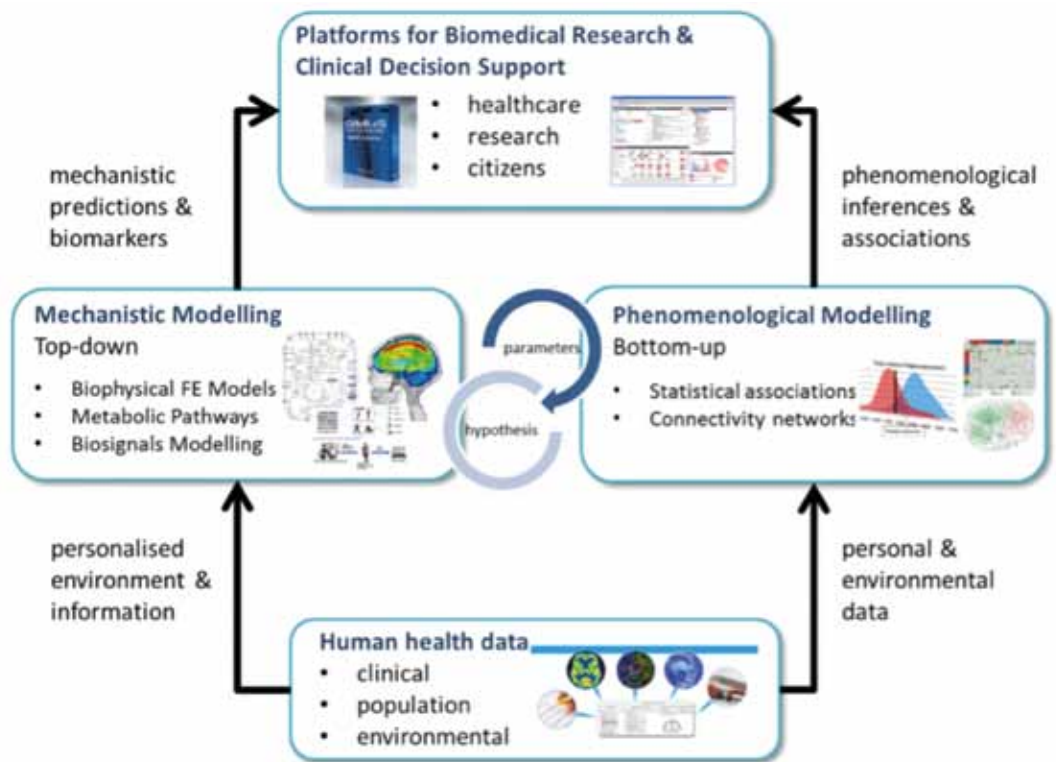 Platforms for Biomedical Research &
Clinical Decision Support
• healthcare
• research
• citizens
mechanistic
predictions &
biomarkers
phenomenological
inferences &
associations
Mechanistic Modelling
Top-down
• Biophysical FE Models
• Metabolic Pathways
• Biosignals Modelling
parameters
hypothesis
Phenomenological Modelling
Bottom-up
• Statistical associations
• Connectivity networks
personalised
environment &
information
personal &
environmental
data
Human health data
• clinical
• population
• environmental